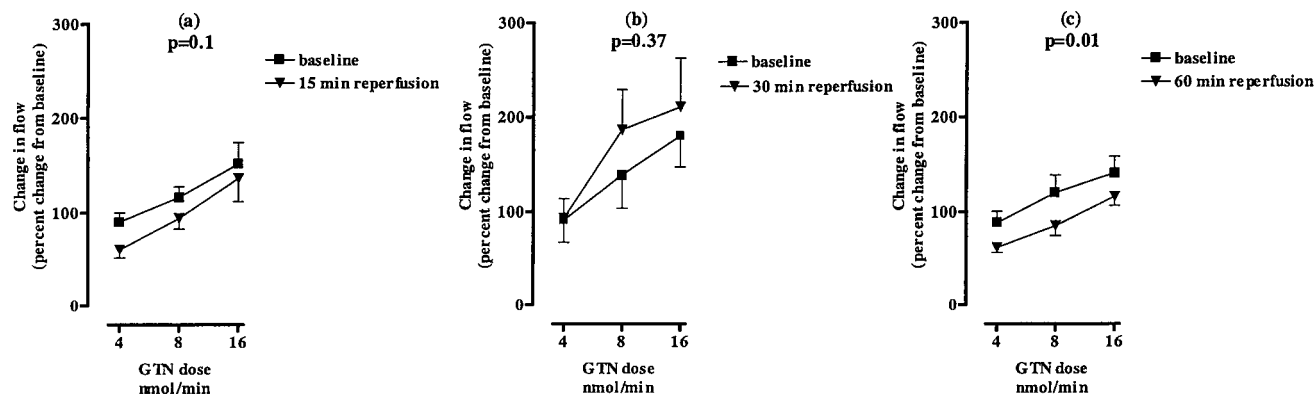 (a)
p=0.1
300
200
100
0
Change in flow
(percent change from baseline)
baseline
15 min reperfusion
4 8 16
GTN dose
nmol/min
(b)
p=0.37
300
200
100
0
Change in flow
(percent change from baseline)
baseline
30 min reperfusion
4 8 16
GTN dose
nmol/min
(c)
p=0.01
300
200
100
0
Change in flow
(percent change from baseline)
baseline
60 min reperfusion
4 8 16
GTN dose
nmol/min